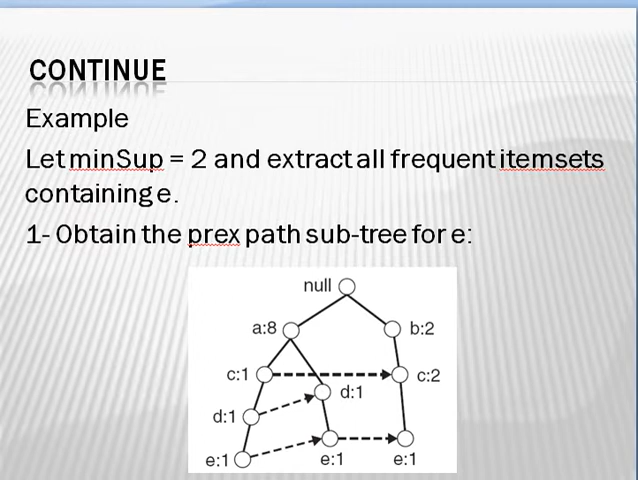 CONTINUE
Example
Let minSup = 2 and extract all frequent itemsets
containing e.
1- Obtain the prex path sub-tree for e:
null
a:8 b:2
c:1 c:2
d:1
d:1
e:1 e:1 e:1